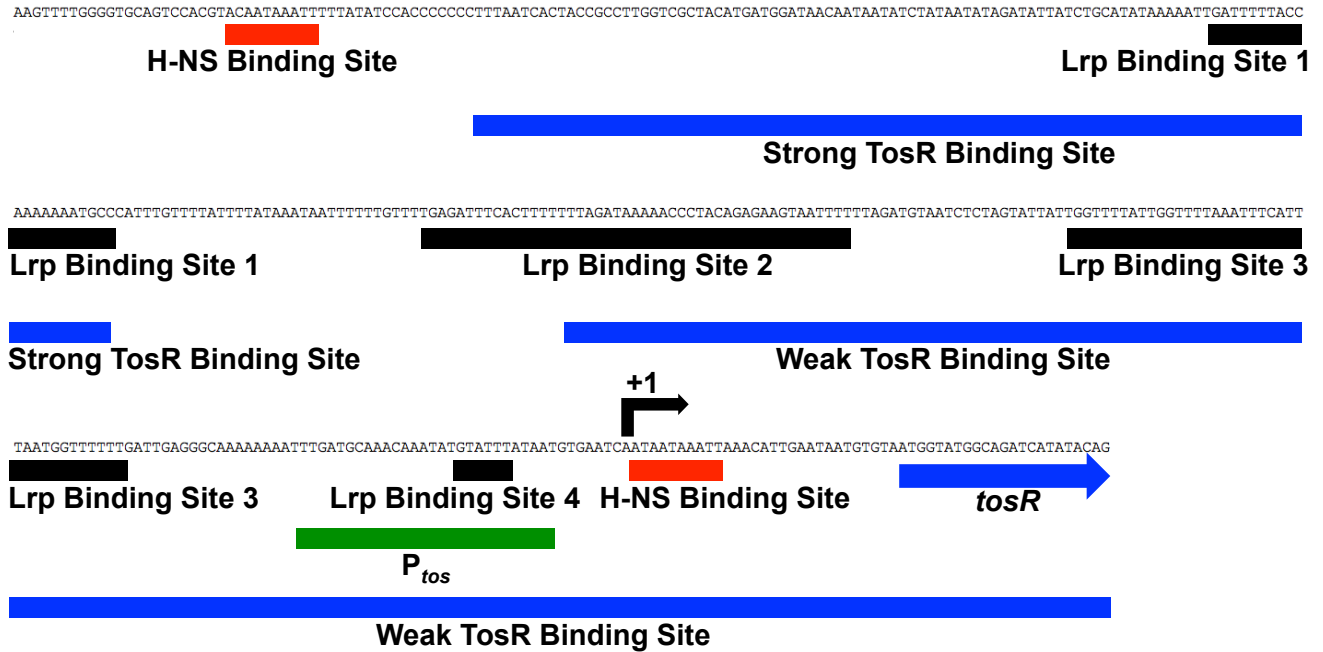 AAGTTTTGGGGTGCAGTCCACGTACAATAAATTTTTATATCCACCCCCCCTTTAATCACTACCGCCTTGGTCGCTACATGATGGATAACAATAATATCTATAATATAGATATTATCTGCATATAAAAATTGATTTTTACC
H-NS Binding Site
Lrp Binding Site 1
Strong TosR Binding Site
AAAAAAATGCCCATTTGTTTTATTTTATAAATAATTTTTTGTTTTGAGATTTCACTTTTTTTAGATAAAAACCCTACAGAGAAGTAATTTTTTAGATGTAATCTCTAGTATTATTGGTTTTATTGGTTTTAAATTTCATT
Lrp Binding Site 1
Lrp Binding Site 2
Lrp Binding Site 3
Strong TosR Binding Site
Weak TosR Binding Site
+1
TAATGGTTTTTTGATTGAGGGCAAAAAAAATTTGATGCAAACAAATATGTATTTATAATGTGAATCAATAATAAATTAAACATTGAATAATGTGTAATGGTATGGCAGATCATATACAG
Lrp Binding Site 3
Lrp Binding Site 4
H-NS Binding Site
tosR
Ptos
Weak TosR Binding Site